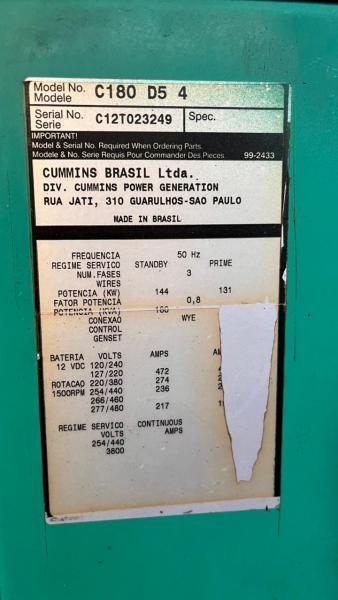 Model No. C180 D5 4
Modele
Serial No. C12T023249 Spec.
Serie
IMPORTANT!
Model & Serial No. Required When Ordering Parts.
Modele & No. Serie Requis Pour Commander Des Pieces 99-2433
CUMMINS BRASIL Ltda.
DIV. CUMMINS POWER GENERATION
RUA JATI, 310 GUARULHOS-SAO PAULO
MADE IN BRASIL
FREQUENCIA 50 Hz
REGIME SERVICO STANDBY PRIME
NUM.FASES 3
WIRES
POTENCIA (KW) 144 131
FATOR POTENCIA 0,8
POTENCIA (KVA)
CONEXAO WYE
CONTROL
GENSET
BATERIA VOLTS AMPS
12 VDC 120/240
127/220 472
ROTACAO 220/380 274
1500RPM 254/440 236
266/460
277/480 217
REGIME SERVICO CONTINUOUS
VOLTS AMPS
254/440
3800